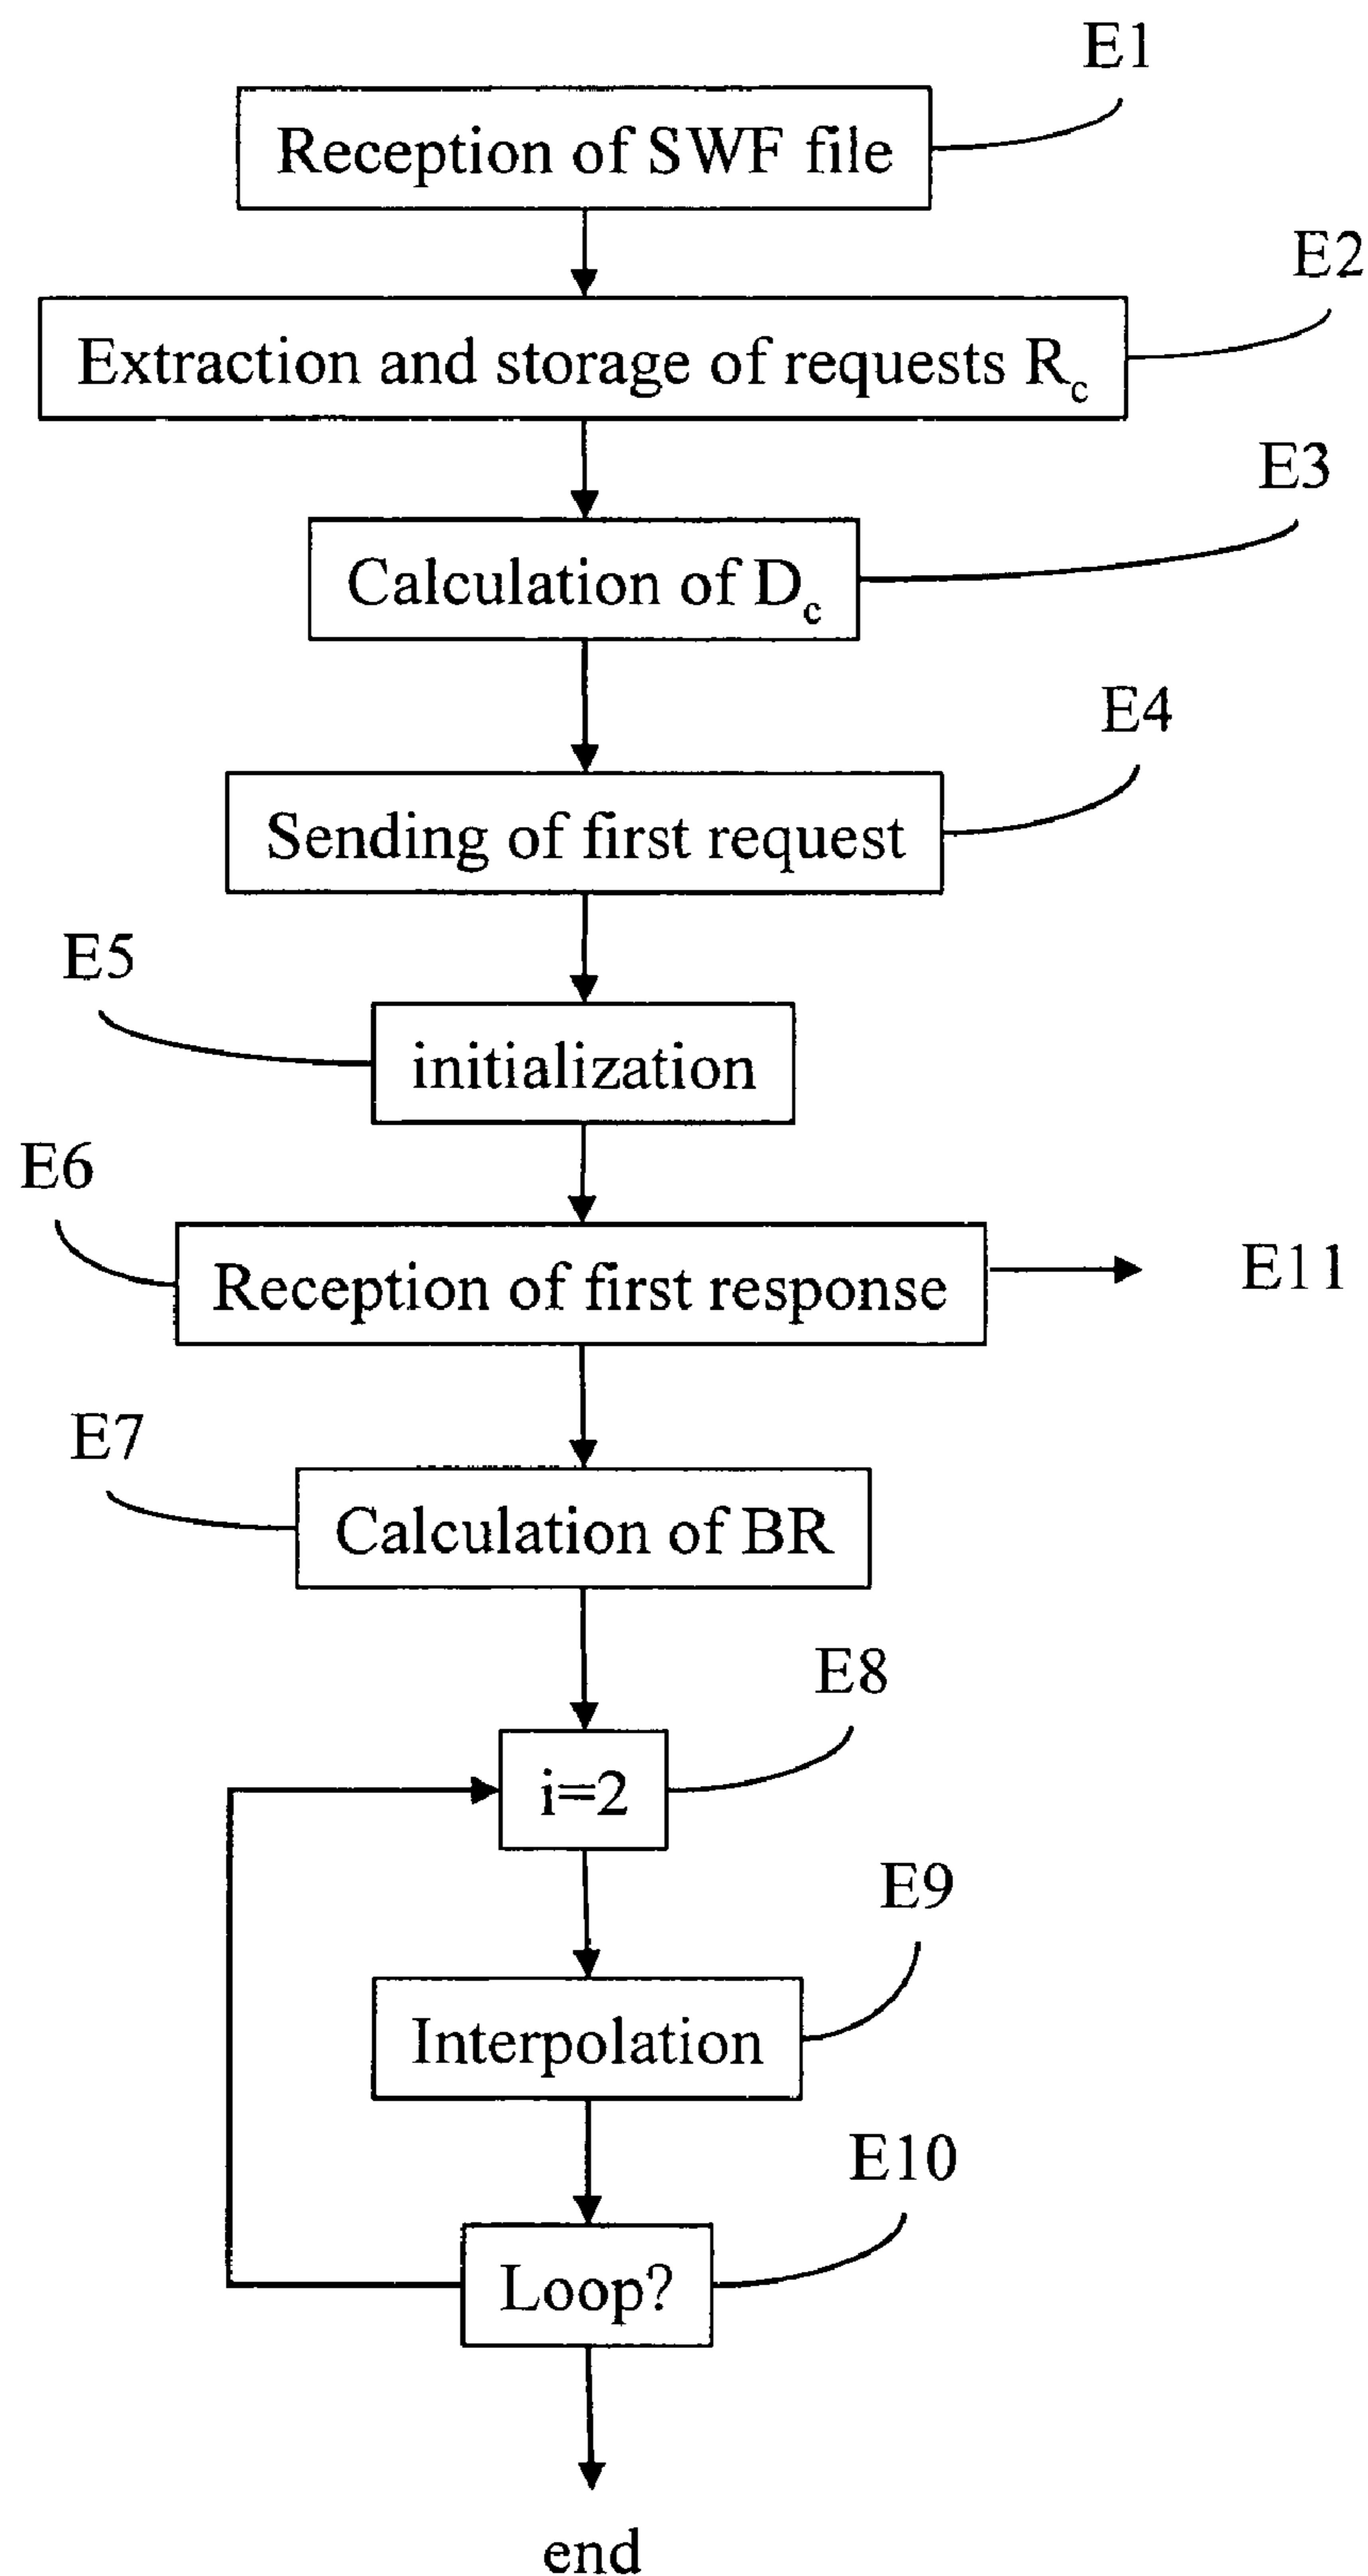 E1
Reception of SWF file
E2
Extraction and storage of requests Rc
E3
Calculation of Dc
E4
Sending of first request
E5
initialization
E6
Reception of first response
E11
E7
Calculation of BR
E8
i=2
E9
Interpolation
E10
Loop?
end